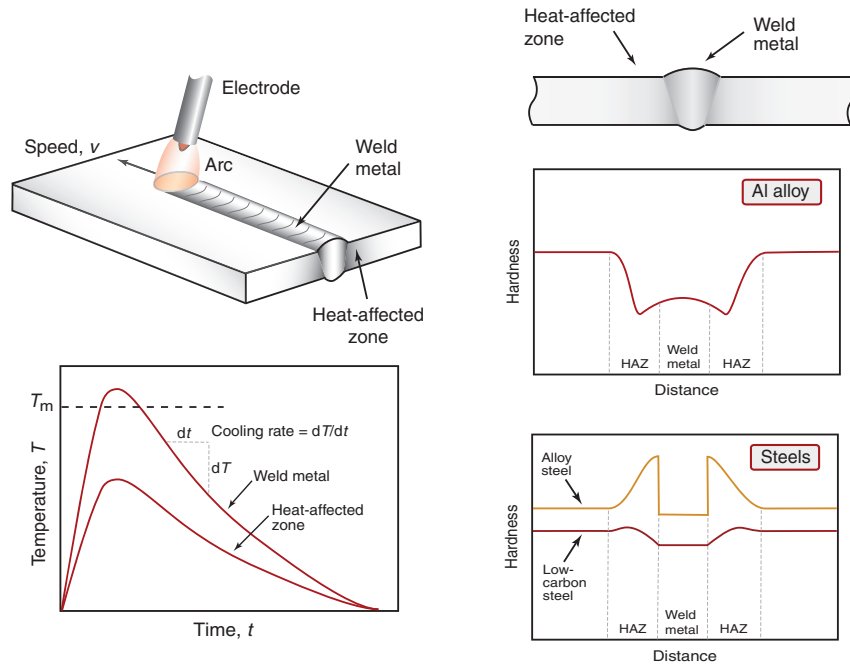 Electrode
Speed, v
Arc
Weld
metal
Heat-affected
zone
Tm
dt
Cooling rate = dT/dt
dT
Weld metal
Heat-affected
zone
Temperature, T
Time, t
Heat-affected
zone
Weld
metal
Al alloy
Hardness
HAZ
Weld
metal
HAZ
Distance
Steels
Alloy
steel
Hardness
Low-
carbon
steel
HAZ
Weld
metal
HAZ
Distance